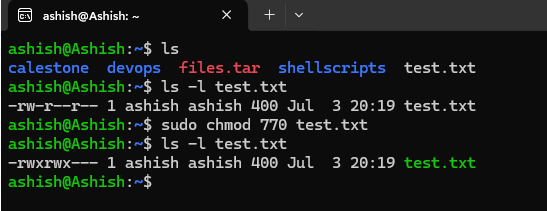 ashish@Ashish: ~
ashish@Ashish:~$ ls
calestone  devops  files.tar  shellscripts  test.txt
ashish@Ashish:~$ ls -l test.txt
-rw-r--r-- 1 ashish ashish 400 Jul  3 20:19 test.txt
ashish@Ashish:~$ sudo chmod 770 test.txt
ashish@Ashish:~$ ls -l test.txt
-rwxrwx--- 1 ashish ashish 400 Jul  3 20:19 test.txt
ashish@Ashish:~$